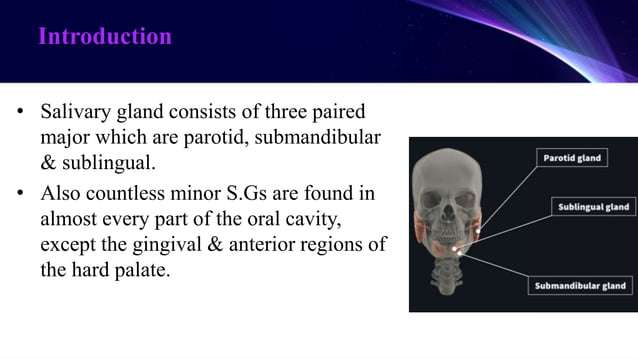 Introduction
• Salivary gland consists of three paired
major which are parotid, submandibular
& sublingual.
• Also countless minor S.Gs are found in
almost every part of the oral cavity,
except the gingival & anterior regions of
the hard palate.
Parotid gland
Sublingual gland
Submandibular gland